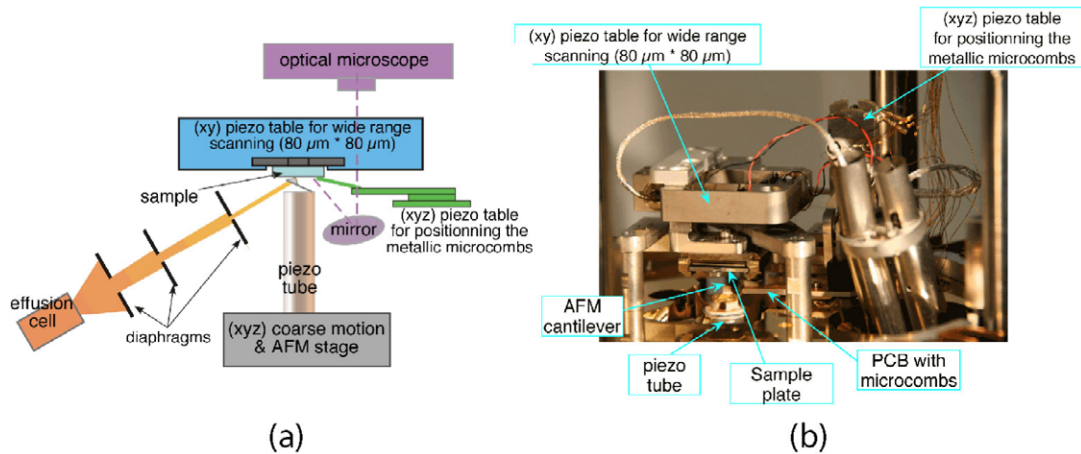 optical microscope
(xy) piezo table for wide range
scanning (80 µm * 80 µm)
sample
mirror
(xyz) piezo table
for positionning the
metallic microcombs
piezo
tube
effusion
cell
diaphragms
(xyz) coarse motion
& AFM stage
(a)
(xy) piezo table for wide range
scanning (80 µm * 80 µm)
(xyz) piezo table
for positionning the
metallic microcombs
AFM
cantilever
piezo
tube
Sample
plate
PCB with
microcombs
(b)